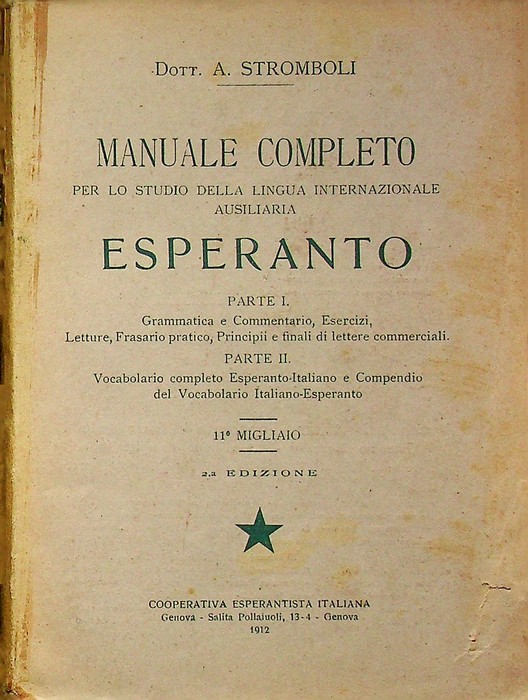 Dott. A. STROMBOLI
MANUALE COMPLETO
PER LO STUDIO DELLA LINGUA INTERNAZIONALE
AUSILIARIA
ESPERANTO
PARTE I.
Grammatica e Commentario, Esercizi,
Letture, Frasario pratico, Principii e finali di lettere commerciali.
PARTE II.
Vocabolario completo Esperanto-Italiano e Compendio
del Vocabolario Italiano-Esperanto
11º MIGLIAIO
2.a EDIZIONE
COOPERATIVA ESPERANTISTA ITALIANA
Genova - Salita Pollaiuoli, 13-4 - Genova
1912